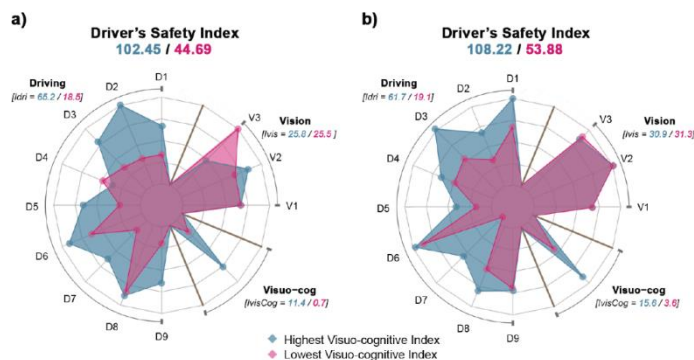 a)
Driver's Safety Index
102.45 / 44.69
Driving
[Idri = 65.2 / 18.5]
Vision
[Ivis = 25.8 / 25.5 ]
Visuo-cog
[IvisCog = 11.4 / 0.7]
D1
D2
D3
D4
D5
D6
D7
D8
D9
V3
V2
V1
b)
Driver's Safety Index
108.22 / 53.88
Driving
[Idri = 61.7 / 19.1]
Vision
[Ivis = 30.9 / 31.3]
Visuo-cog
[IvisCog = 15.6 / 3.6]
D1
D2
D3
D4
D5
D6
D7
D8
D9
V3
V2
V1
Highest Visuo-cognitive Index
Lowest Visuo-cognitive Index